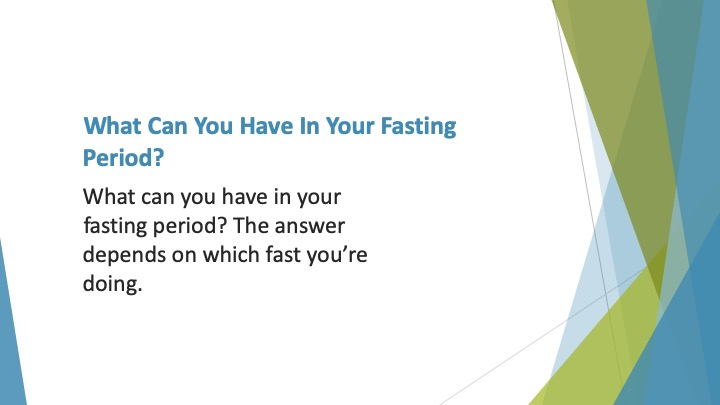 What Can You Have In Your Fasting
Period?
What can you have in your
fasting period? The answer
depends on which fast you’re
doing.